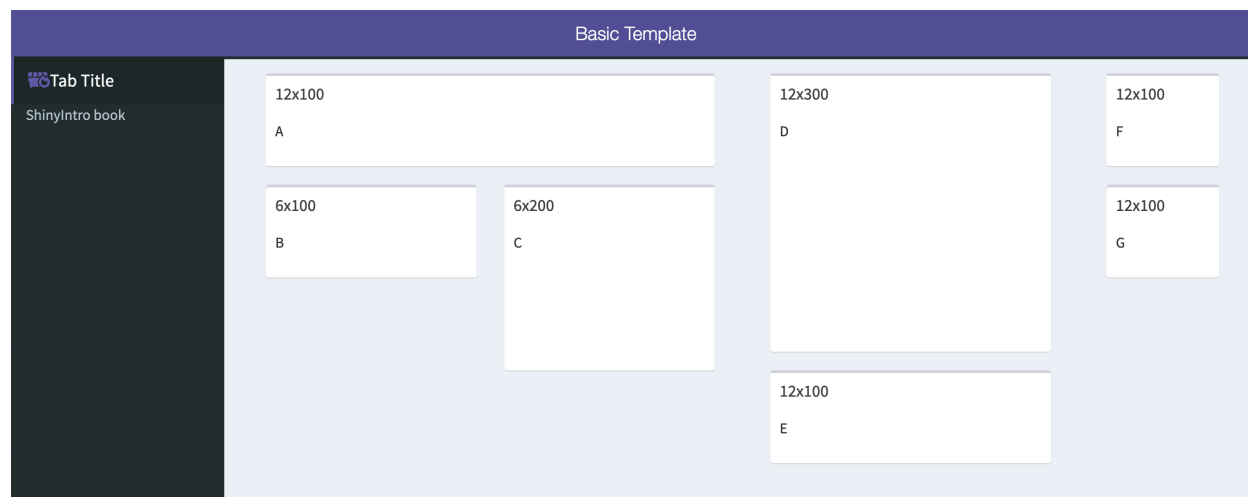 Basic Template
Tab Title
ShinyIntro book
12x100
A
6x100
B
6x200
C
12x300
D
12x100
E
12x100
F
12x100
G